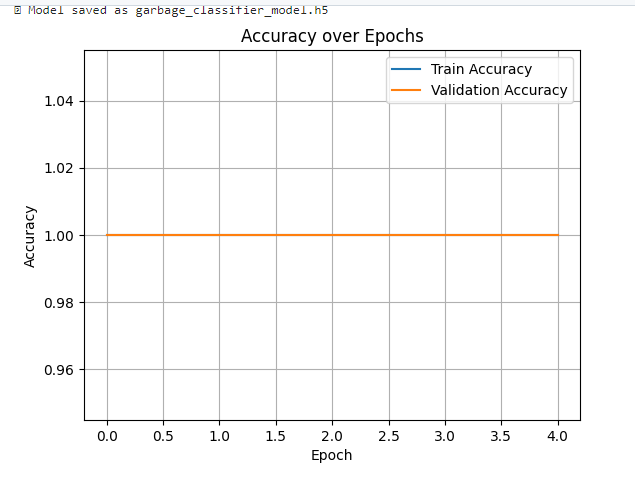 Model saved as garbage_classifier_model.h5
Accuracy over Epochs
Train Accuracy
Validation Accuracy
1.04
1.02
1.00
0.98
0.96
Accuracy
0.0 0.5 1.0 1.5 2.0 2.5 3.0 3.5 4.0
Epoch